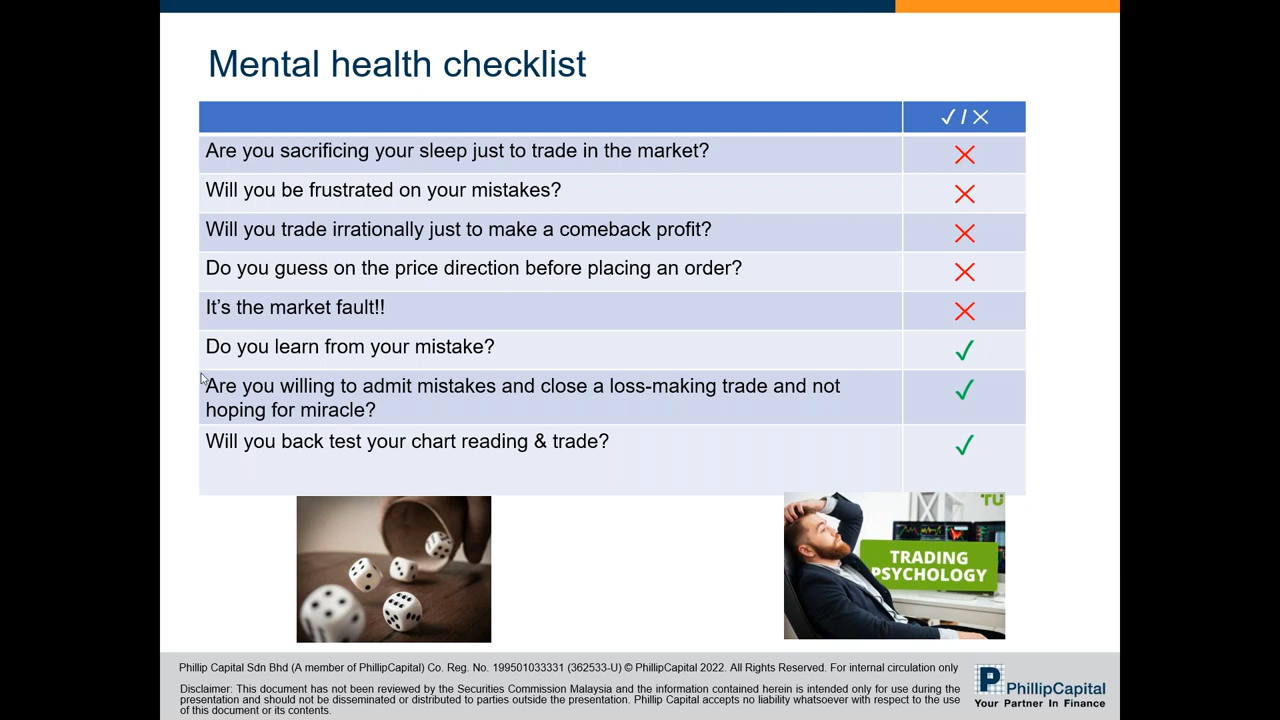 Mental health checklist
✓ / ✕
Are you sacrificing your sleep just to trade in the market? ✕
Will you be frustrated on your mistakes? ✕
Will you trade irrationally just to make a comeback profit? ✕
Do you guess on the price direction before placing an order? ✕
It's the market fault!! ✕
Do you learn from your mistake? ✓
Are you willing to admit mistakes and close a loss-making trade and not ✓
hoping for miracle?
Will you back test your chart reading & trade? ✓
TU
TRADING
PSYCHOLOGY
Phillip Capital Sdn Bhd (A member of PhillipCapital) Co. Reg. No. 199501033331 (362533-U) © PhillipCapital 2022. All Rights Reserved. For internal circulation only
Disclaimer: This document has not been reviewed by the Securities Commission Malaysia and the information contained herein is intended only for use during the
presentation and should not be disseminated or distributed to parties outside the presentation. Phillip Capital accepts no liability whatsoever with respect to the use
of this document or its contents.
P PhillipCapital
Your Partner In Finance